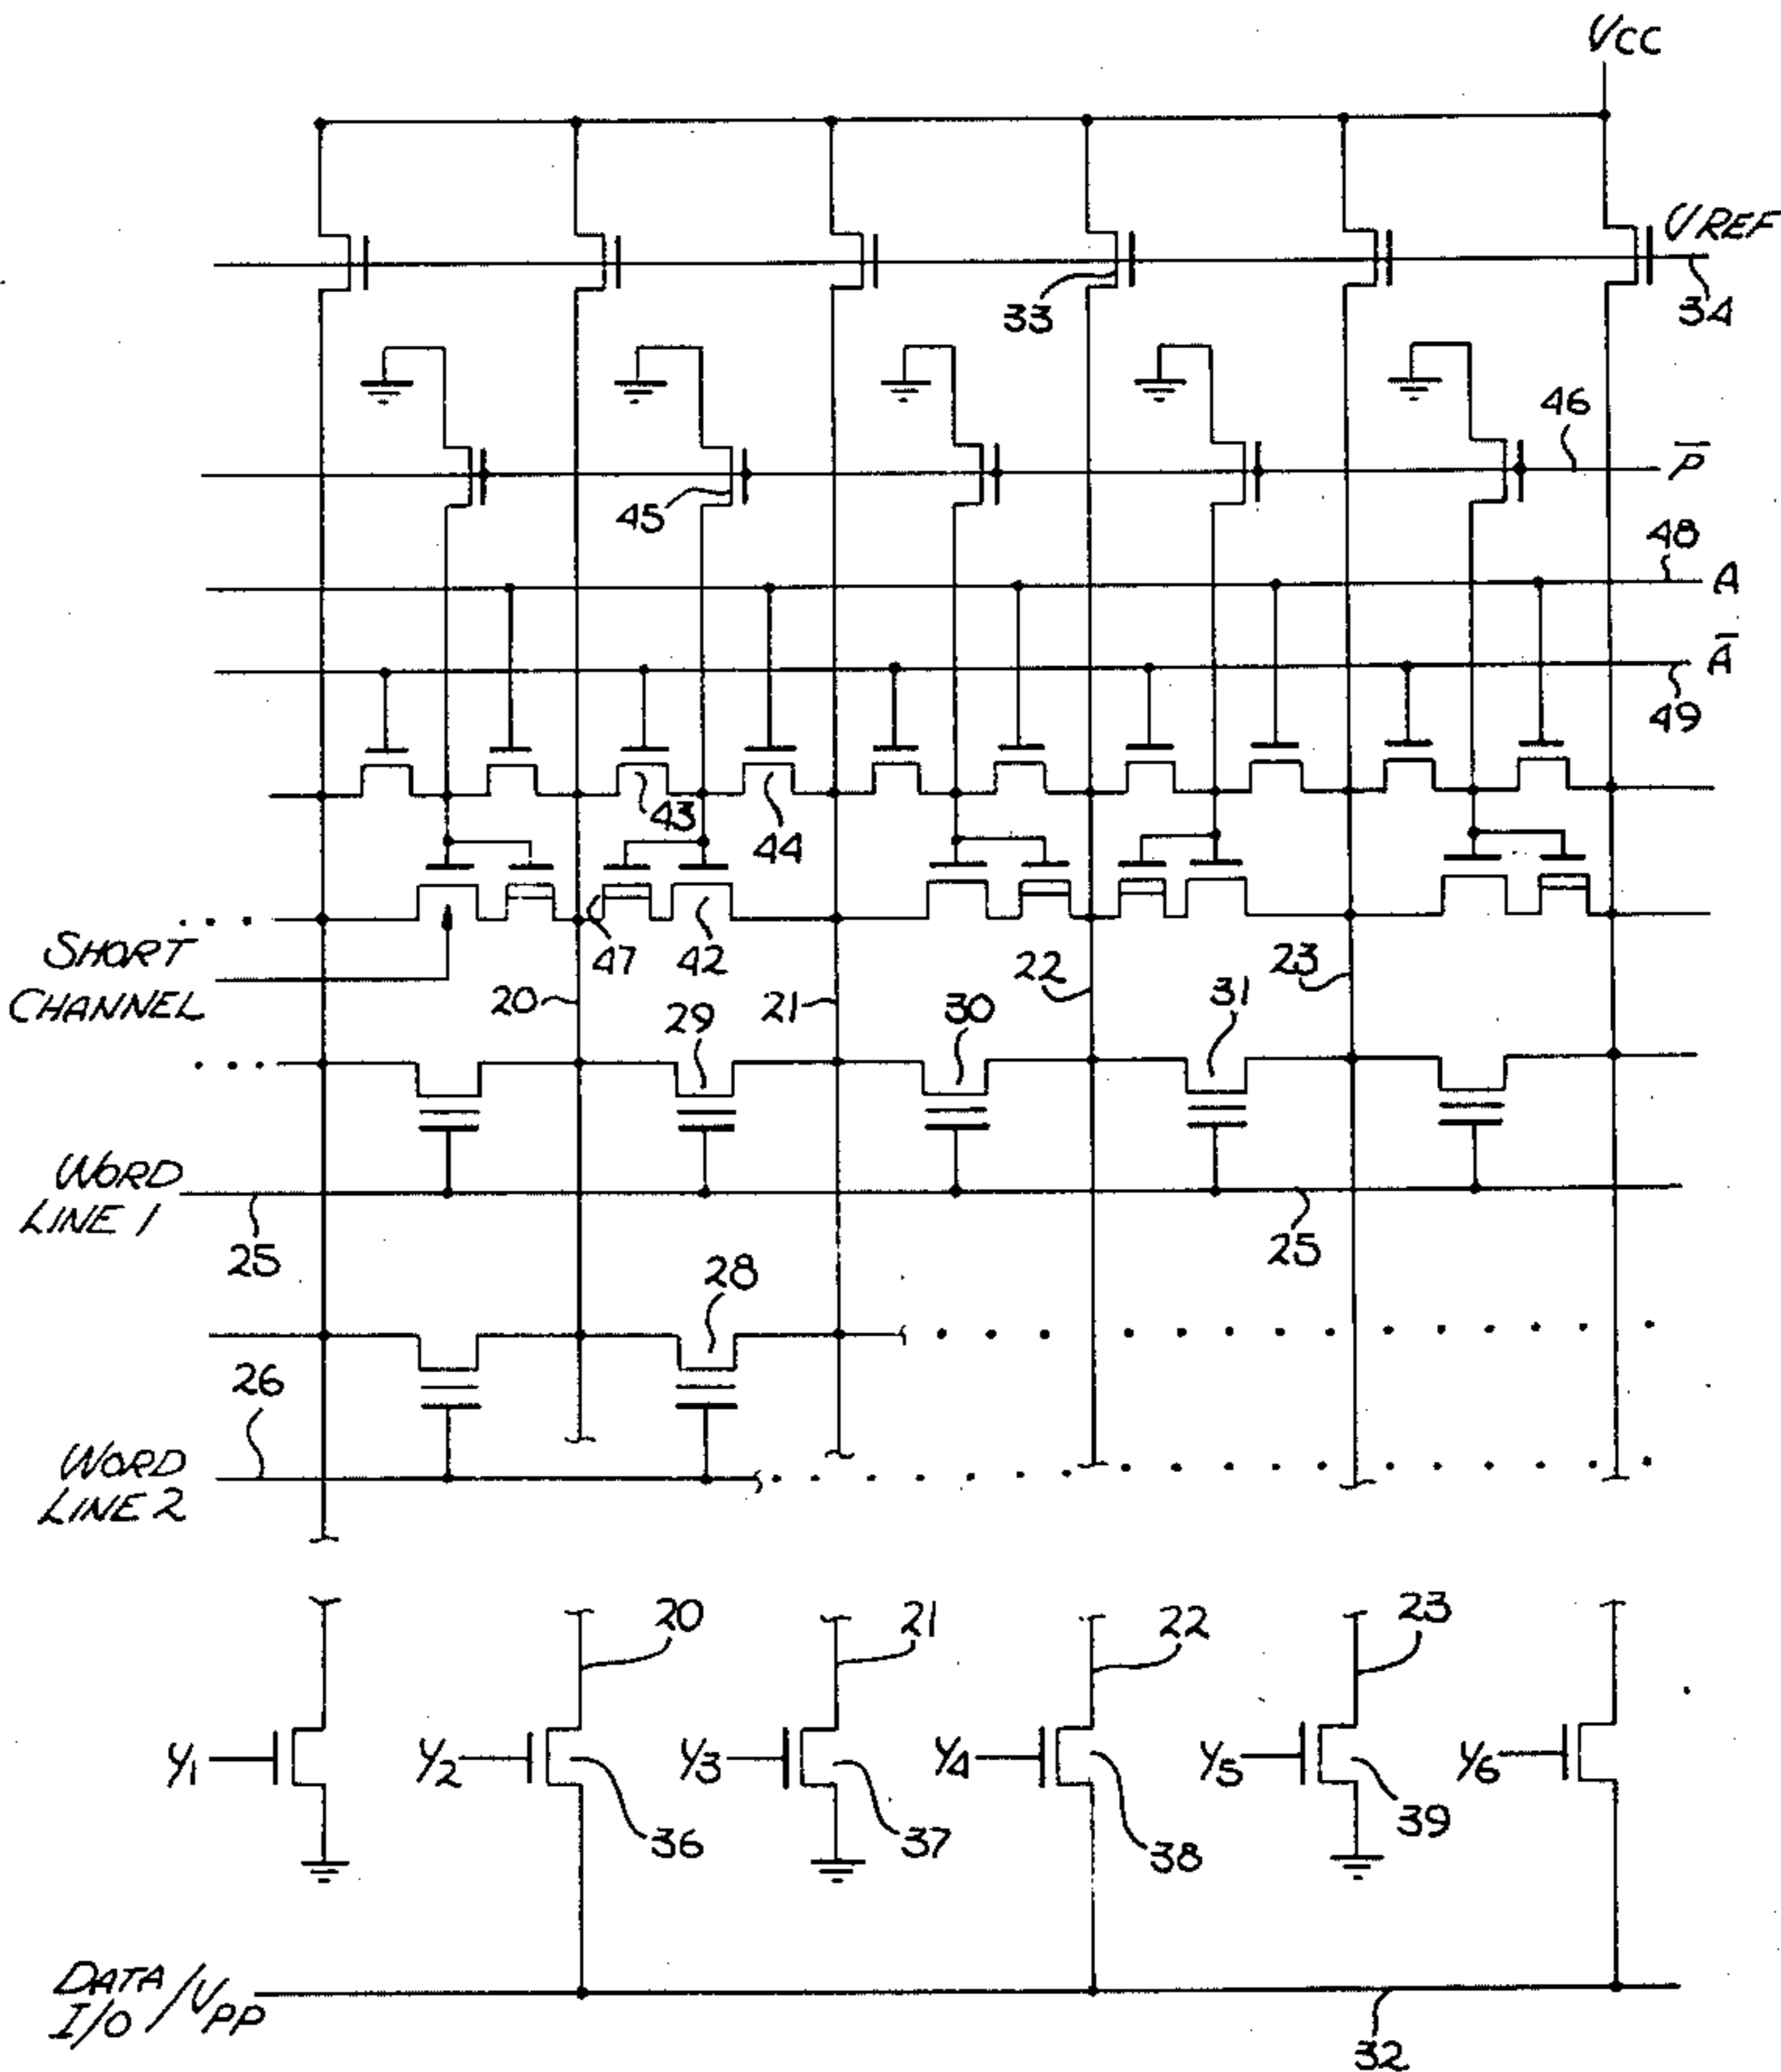 VCC
VREF
34
33
46
P̅
45
48
A
A̅
49
43
44
47
42
SHORT
CHANNEL
20
21
22
23
29
30
31
WORD
LINE 1
25
25
28
26
WORD
LINE 2
20
21
22
23
Y1
Y2
Y3
Y4
Y5
Y6
36
37
38
39
DATA
I/O / VPP
32